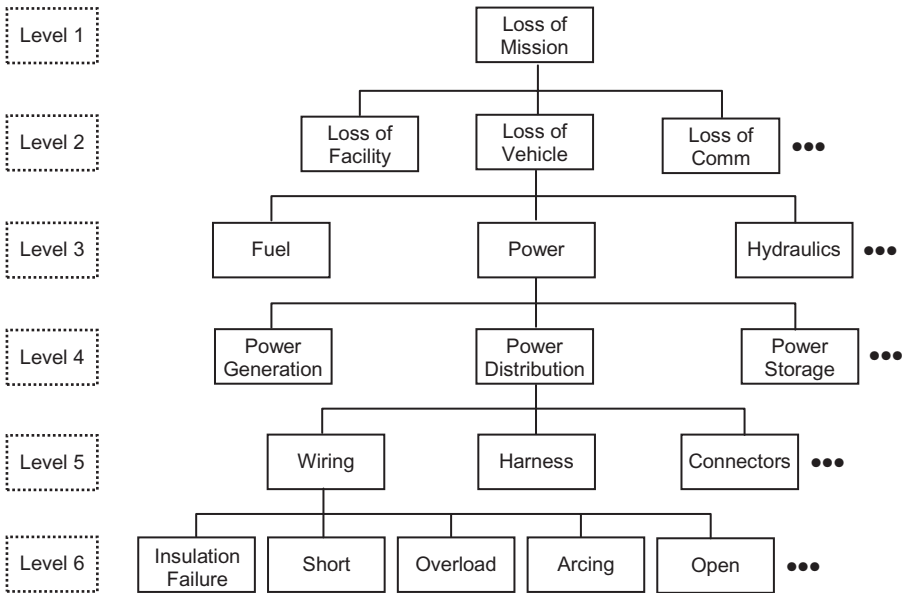 Level 1
Loss of
Mission
Level 2
Loss of
Facility
Loss of
Vehicle
Loss of
Comm
•••
Level 3
Fuel
Power
Hydraulics
•••
Level 4
Power
Generation
Power
Distribution
Power
Storage
•••
Level 5
Wiring
Harness
Connectors
•••
Level 6
Insulation
Failure
Short
Overload
Arcing
Open
•••